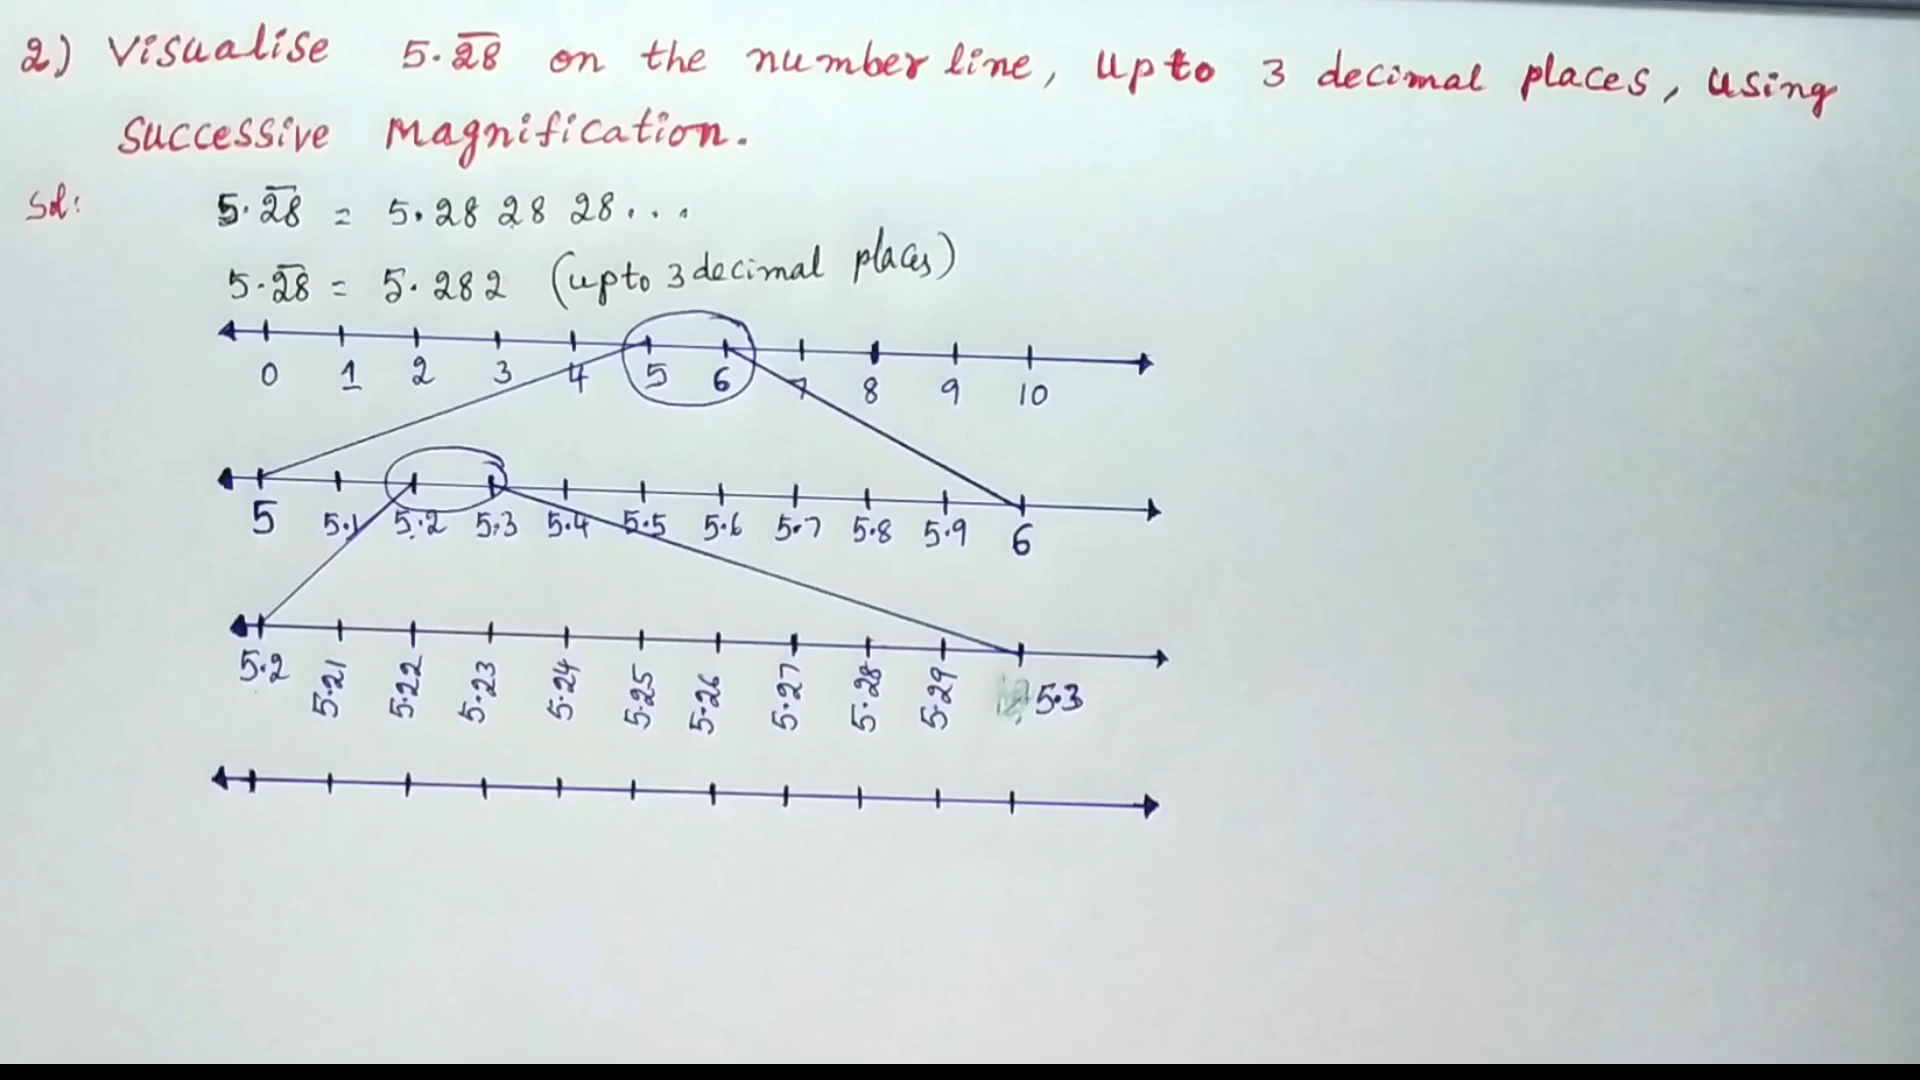 2) Visualise 5.2̅8̅ on the number line, upto 3 decimal places, using
successive magnification.
Sol: 5.2̅8̅ = 5.28 28 28...
5.2̅8̅ = 5.282 (upto 3 decimal places)
0 1 2 3 4 5 6 7 8 9 10
5 5.1 5.2 5.3 5.4 5.5 5.6 5.7 5.8 5.9 6
5.2 5.21 5.22 5.23 5.24 5.25 5.26 5.27 5.28 5.29 5.3